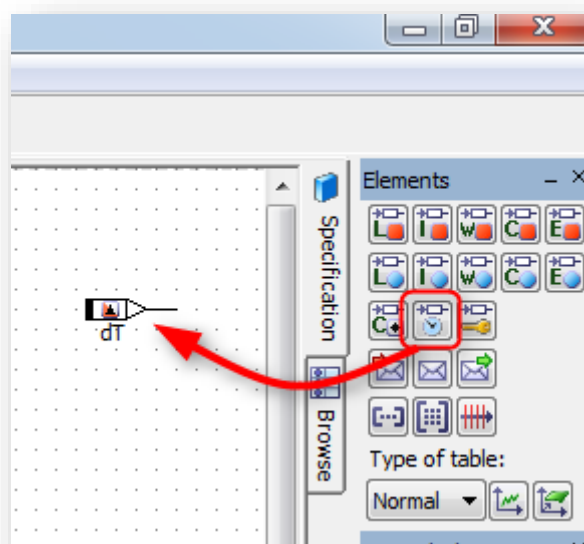 Elements
Specification
L I W C E
L I W C E
C
dT
Browse
Type of table:
Normal